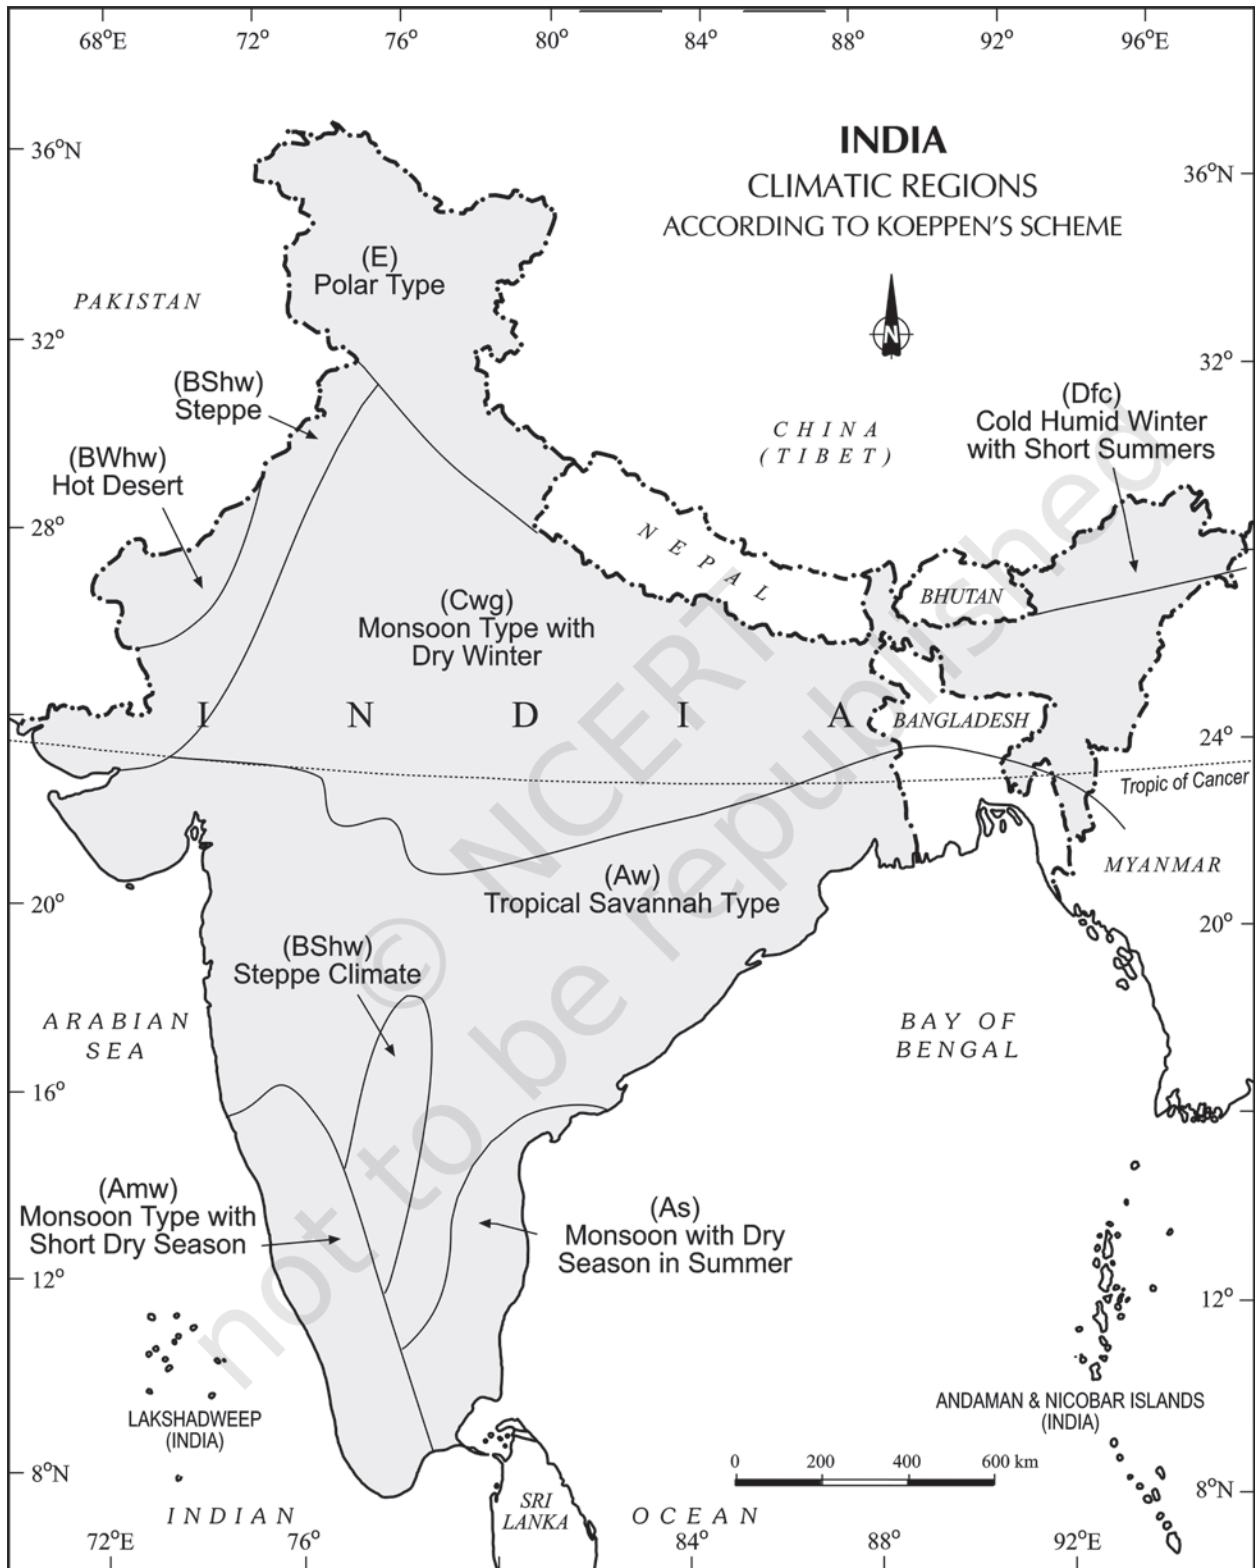 68°E 72° 76° 80° 84° 88° 92° 96°E
INDIA
CLIMATIC REGIONS
ACCORDING TO KOEPPEN'S SCHEME
36°N
36°N
(E)
Polar Type
PAKISTAN
N
32°
32°
(BShw)
Steppe
(Dfc)
Cold Humid Winter
with Short Summers
CHINA
(TIBET)
(BWhw)
Hot Desert
28°
NEPAL
BHUTAN
(Cwg)
Monsoon Type with
Dry Winter
INDIA
BANGLADESH
24°
Tropic of Cancer
MYANMAR
(Aw)
Tropical Savannah Type
20°
20°
(BShw)
Steppe Climate
ARABIAN
SEA
BAY OF
BENGAL
16°
(Amw)
Monsoon Type with
Short Dry Season
(As)
Monsoon with Dry
Season in Summer
12°
12°
LAKSHADWEEP
(INDIA)
ANDAMAN & NICOBAR ISLANDS
(INDIA)
0 200 400 600 km
8°N
8°N
SRI
LANKA
INDIAN OCEAN
72°E 76° 84° 88° 92°E
© NCERT
not to be republished